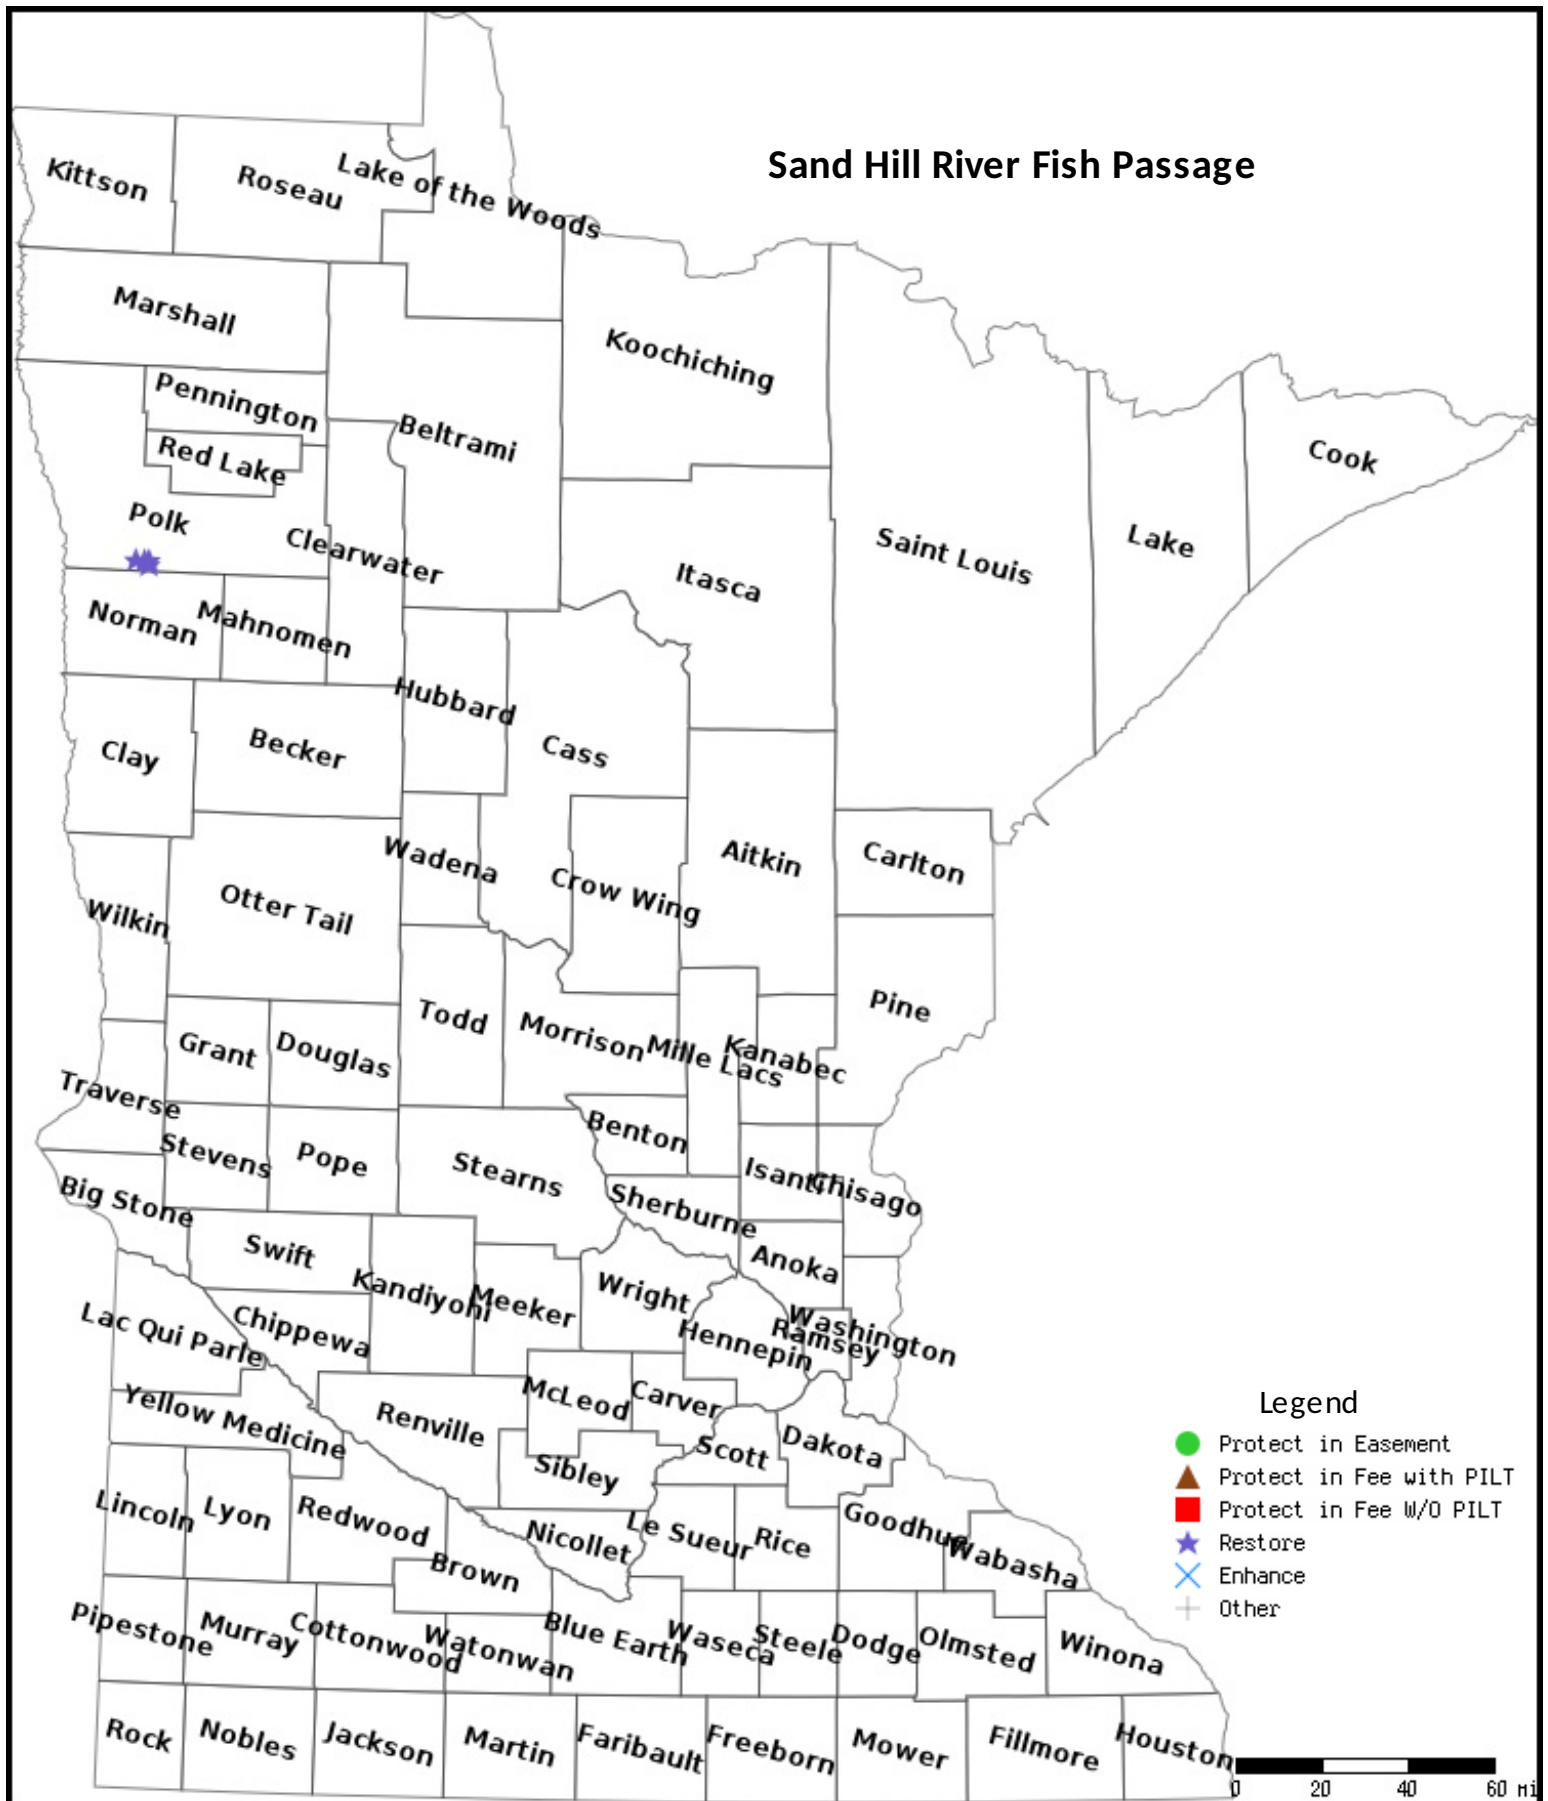 Sand Hill River Fish Passage
Kittson
Roseau
Lake of the Woods
Marshall
Koochiching
Pennington
Beltrami
Red Lake
Cook
Polk
Clearwater
Saint Louis
Lake
Itasca
Norman
Mahnomen
Hubbard
Clay
Becker
Cass
Wadena
Aitkin
Carlton
Crow Wing
Otter Tail
Wilkin
Pine
Todd
Morrison
Mille Lacs
Kanabec
Grant
Douglas
Traverse
Benton
Stevens
Pope
Stearns
Isanti
Chisago
Big Stone
Sherburne
Swift
Anoka
Kandiyohi
Meeker
Wright
Lac Qui Parle
Chippewa
Hennepin
Ramsey
Washington
Yellow Medicine
Renville
McLeod
Carver
Scott
Dakota
Sibley
Lincoln
Lyon
Redwood
Nicollet
Le Sueur
Rice
Goodhue
Wabasha
Brown
Pipestone
Murray
Cottonwood
Watonwan
Blue Earth
Waseca
Steele
Dodge
Olmsted
Winona
Rock
Nobles
Jackson
Martin
Faribault
Freeborn
Mower
Fillmore
Houston
Legend
Protect in Easement
Protect in Fee with PILT
Protect in Fee W/O PILT
Restore
Enhance
Other
0 20 40 60 mi